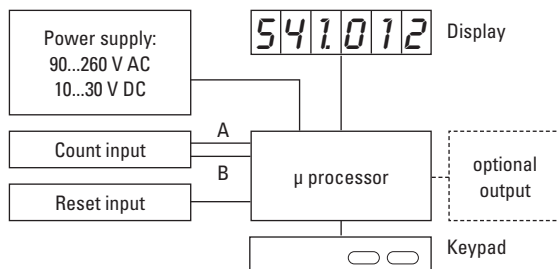 Power supply:
90...260 V AC
10...30 V DC
541.012
Display
A
Count input
B
µ processor
optional
output
Reset input
Keypad